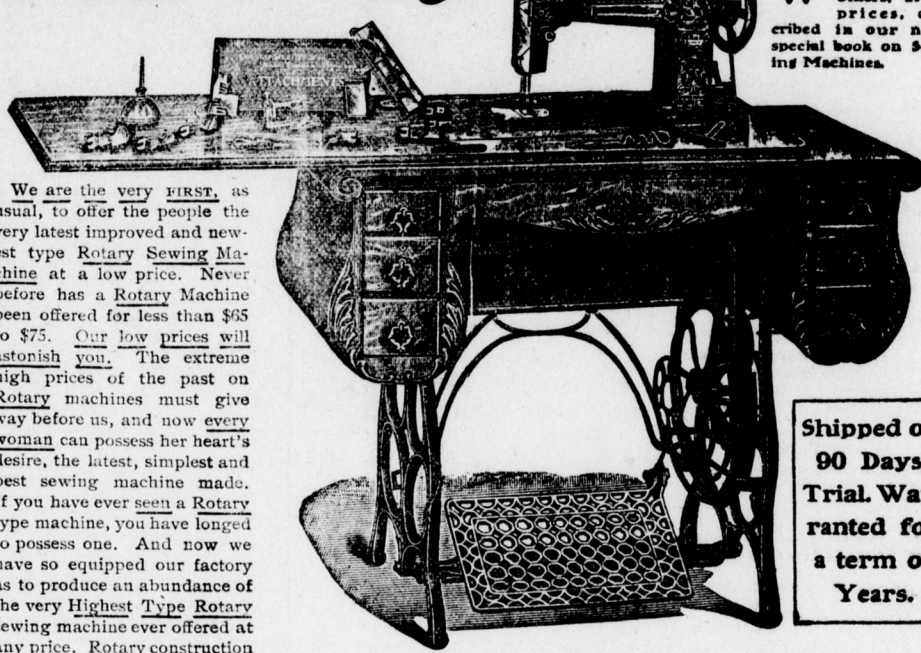 prices,
cribed in our
special book on
ing Machines.
ATTACHMENTS
We are the very FIRST, as
usual, to offer the people the
very latest improved and new-
est type Rotary Sewing Ma-
chine at a low price. Never
before has a Rotary Machine
been offered for less than $65
to $75. Our low prices will
astonish you. The extreme
high prices of the past on
Rotary machines must give
way before us, and now every
woman can possess her heart's
desire, the latest, simplest and
best sewing machine made.
If you have ever seen a Rotary
type machine, you have longed
to possess one. And now we
have so equipped our factory
as to produce an abundance of
the very Highest Type Rotary
sewing machine ever offered at
any price. Rotary construction
Shipped o
90 Days
Trial. Wa
ranted fo
a term o
Years.